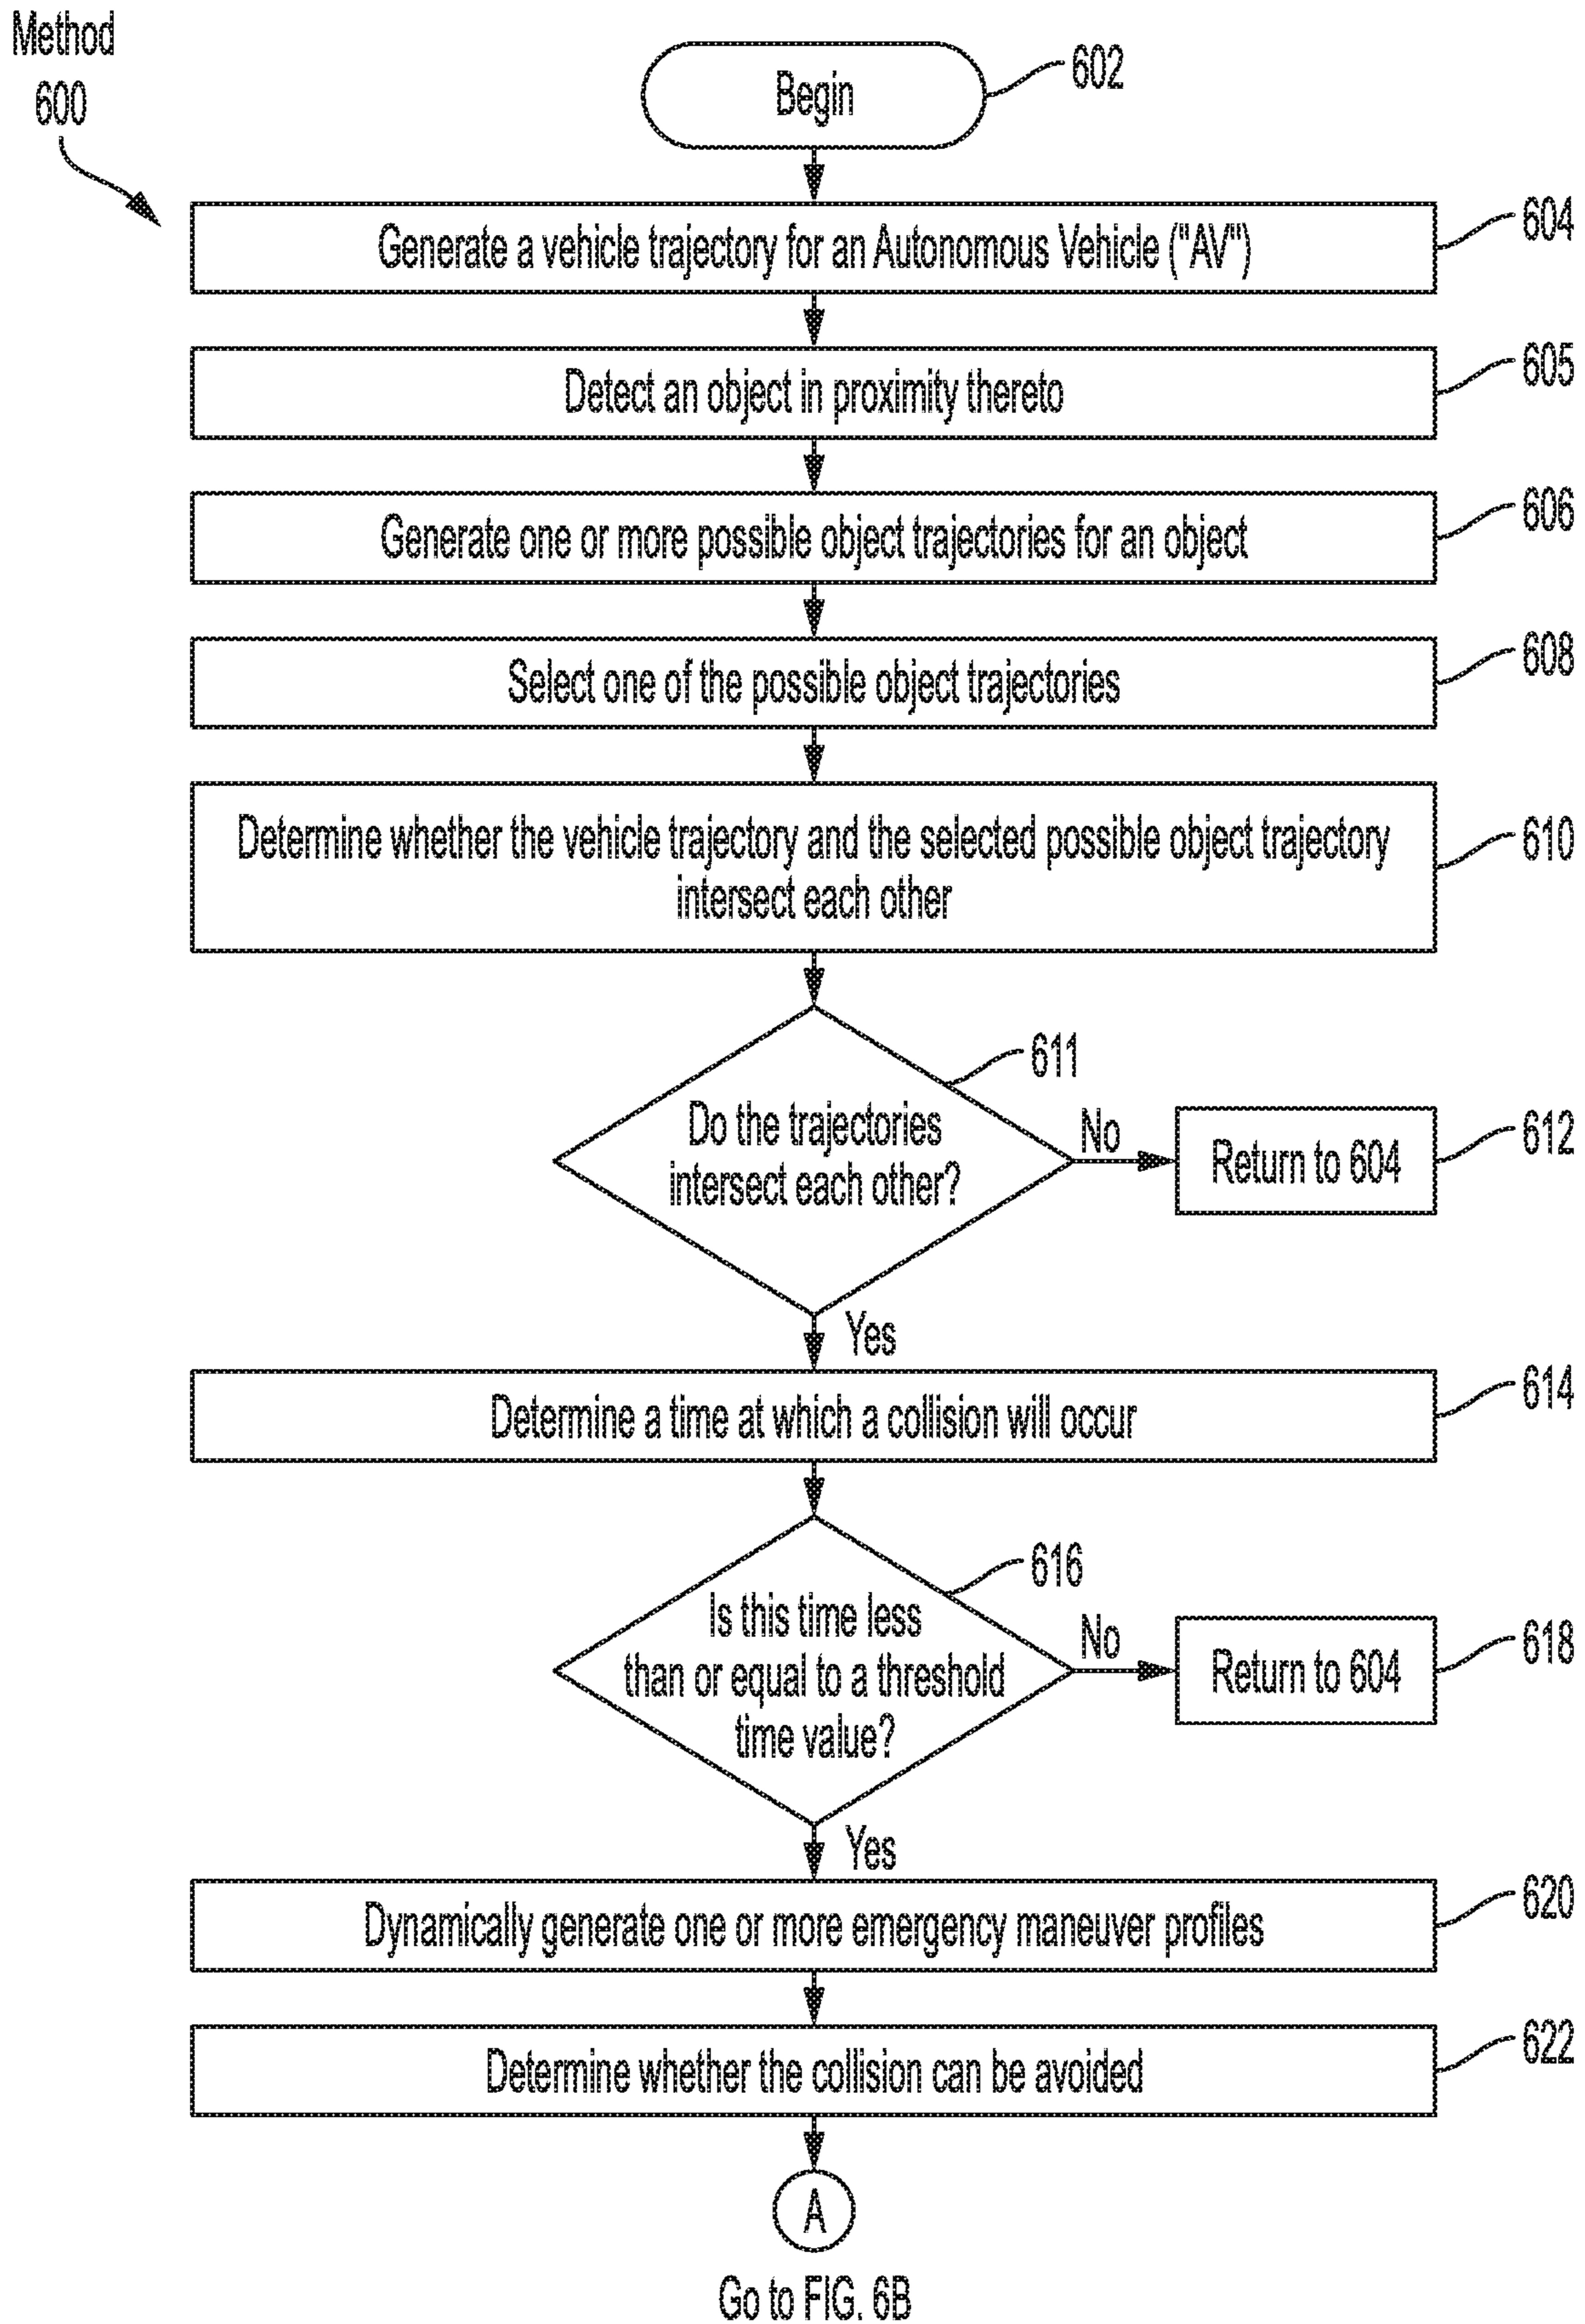 Method
600
Begin
602
Generate a vehicle trajectory for an Autonomous Vehicle ("AV")
604
Detect an object in proximity thereto
605
Generate one or more possible object trajectories for an object
606
Select one of the possible object trajectories
608
Determine whether the vehicle trajectory and the selected possible object trajectory
intersect each other
610
611
Do the trajectories
intersect each other?
No
Return to 604
612
Yes
Determine a time at which a collision will occur
614
616
Is this time less
than or equal to a threshold
time value?
No
Return to 604
618
Yes
Dynamically generate one or more emergency maneuver profiles
620
Determine whether the collision can be avoided
622
A
Go to FIG. 6B